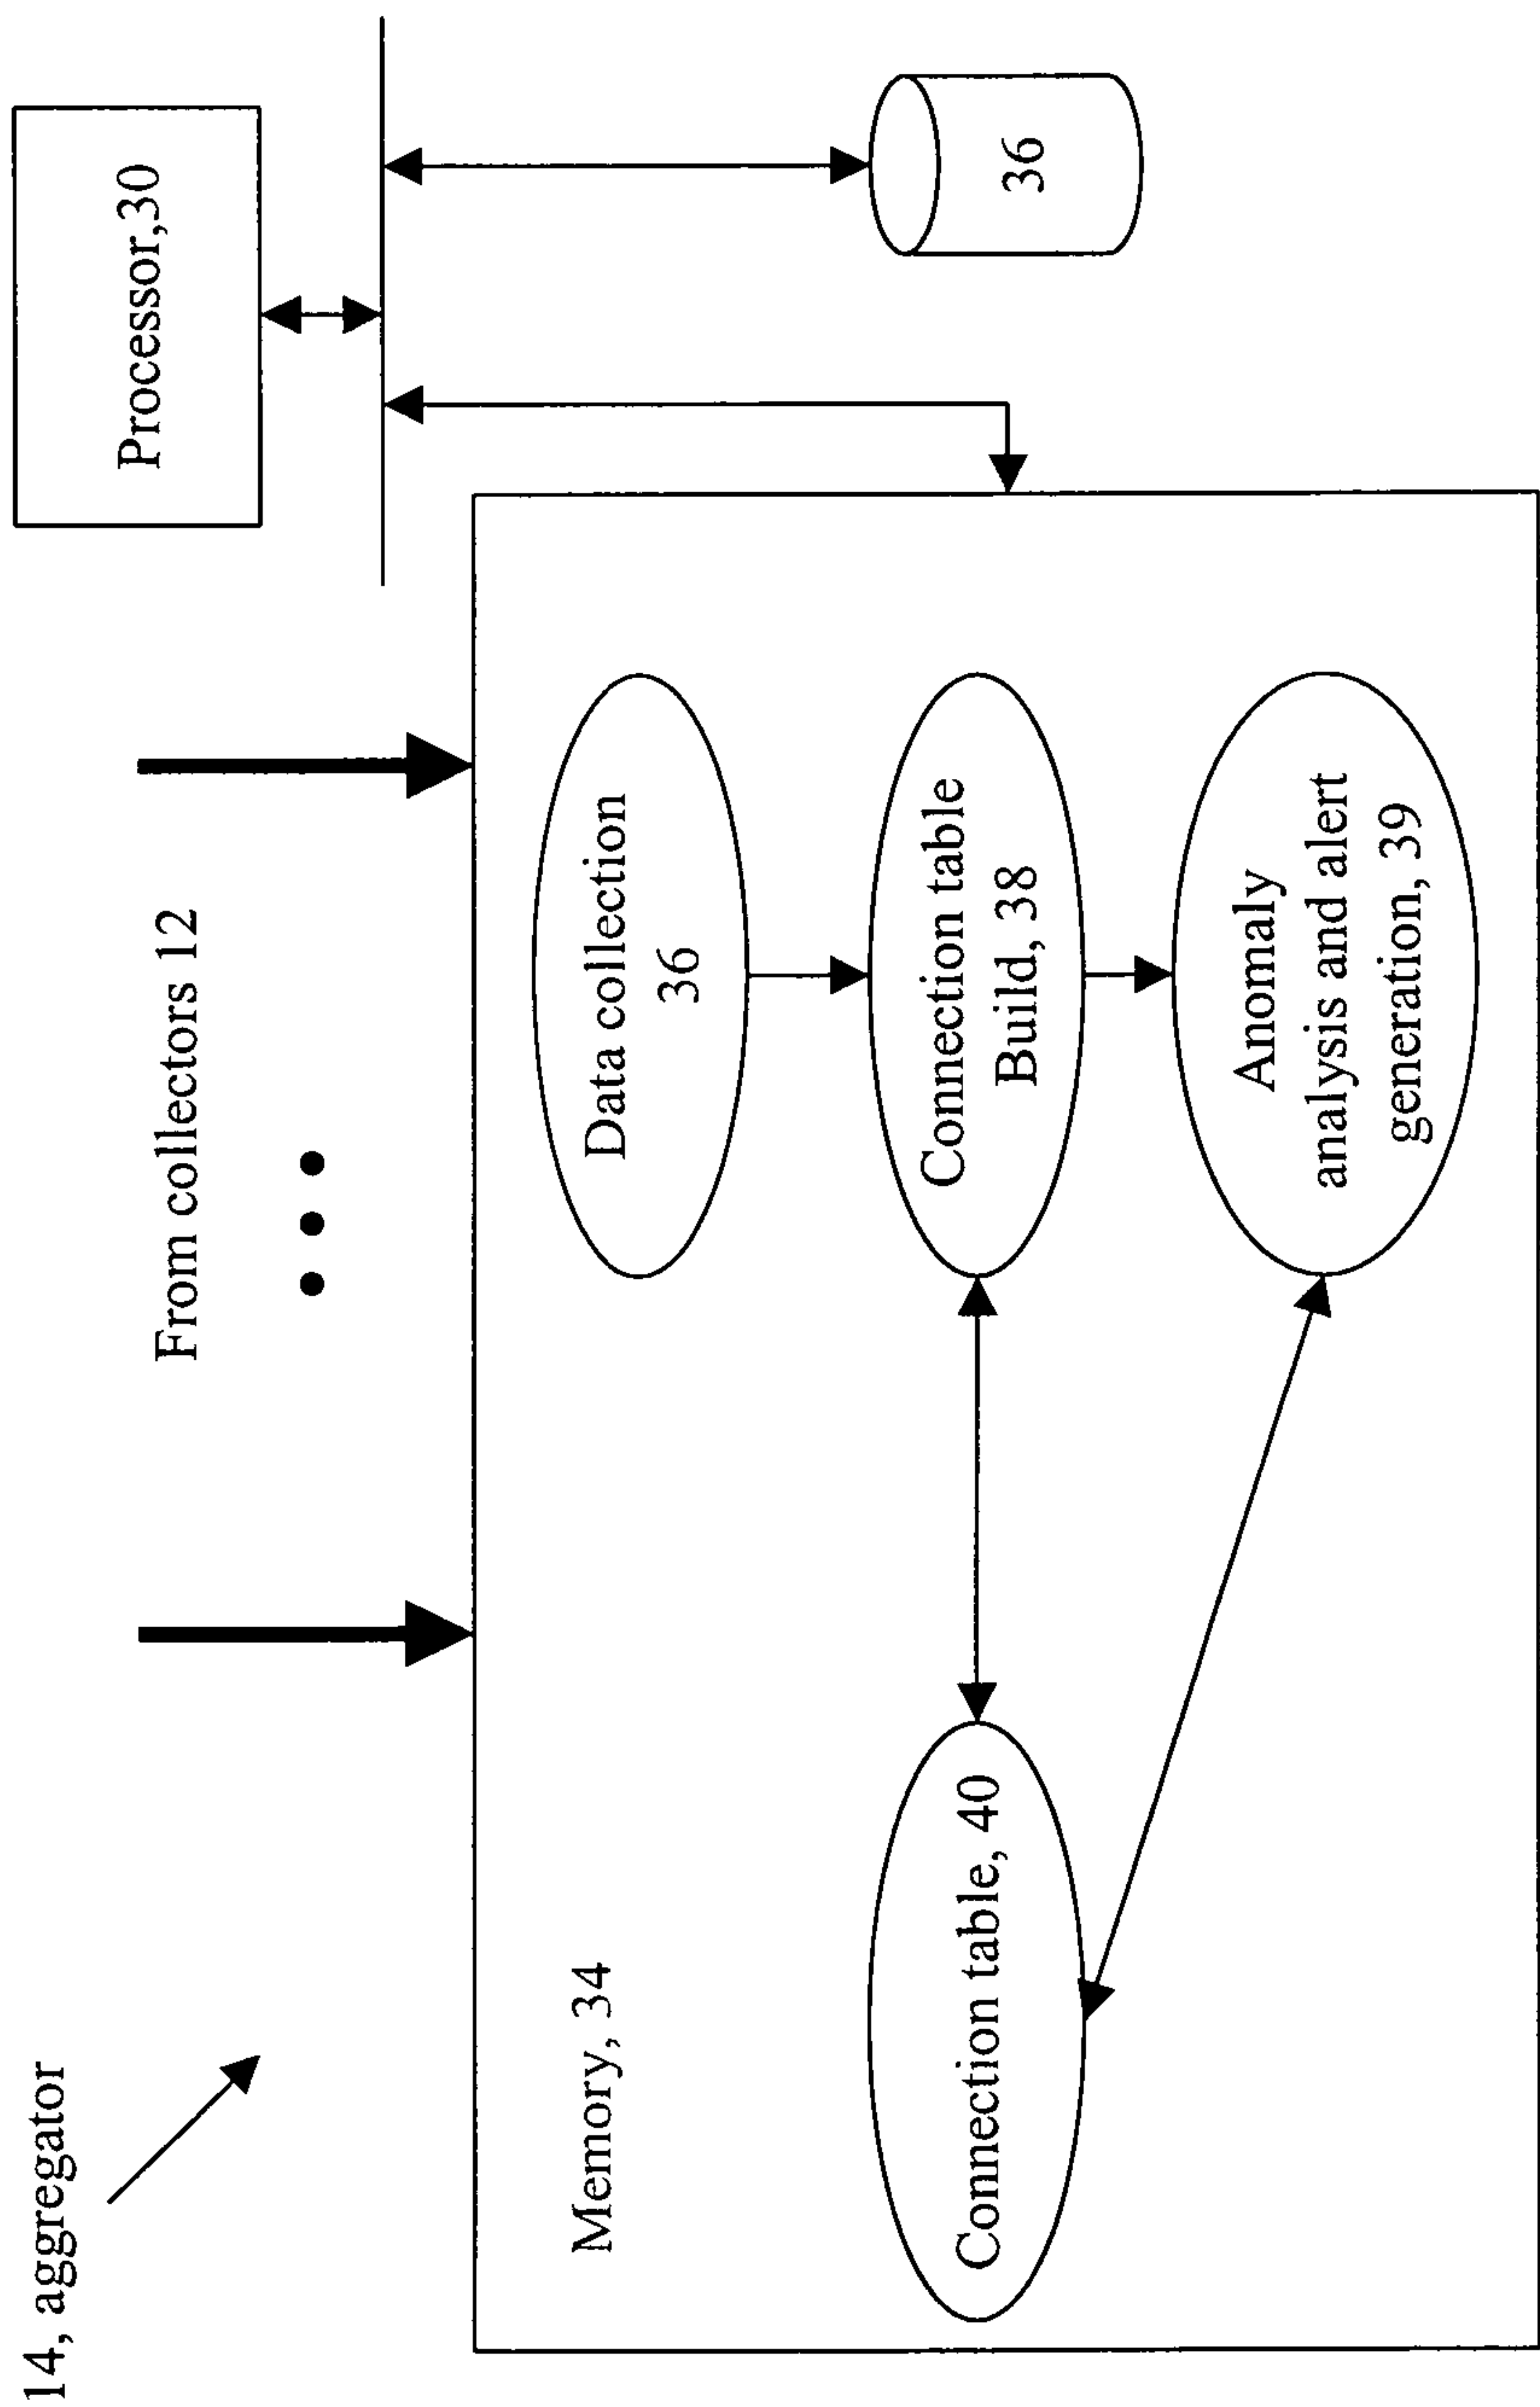 14, aggregator
From collectors 12
Processor,30
Memory, 34
Data collection
36
36
Connection table, 40
Connection table
Build, 38
Anomaly
analysis and alert
generation, 39